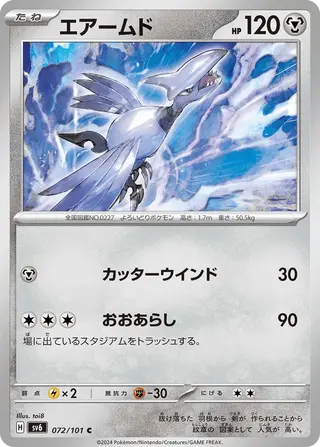 たね
エアームド HP 120
全国図鑑NO.0227 よろいどりポケモン 高さ:1.7m 重さ:50.5kg
カッターウインド 30
おおあらし 90
場に出ているスタジアムをトラッシュする。
弱点 ×2 抵抗力 -30 にげる
Illus. toi8
H sv6 072/101 C
抜け落ちた 羽根から 剣が 作られることから
紋章の 図案として 人気が 高い。
©2024 Pokémon/Nintendo/Creatures/GAME FREAK.